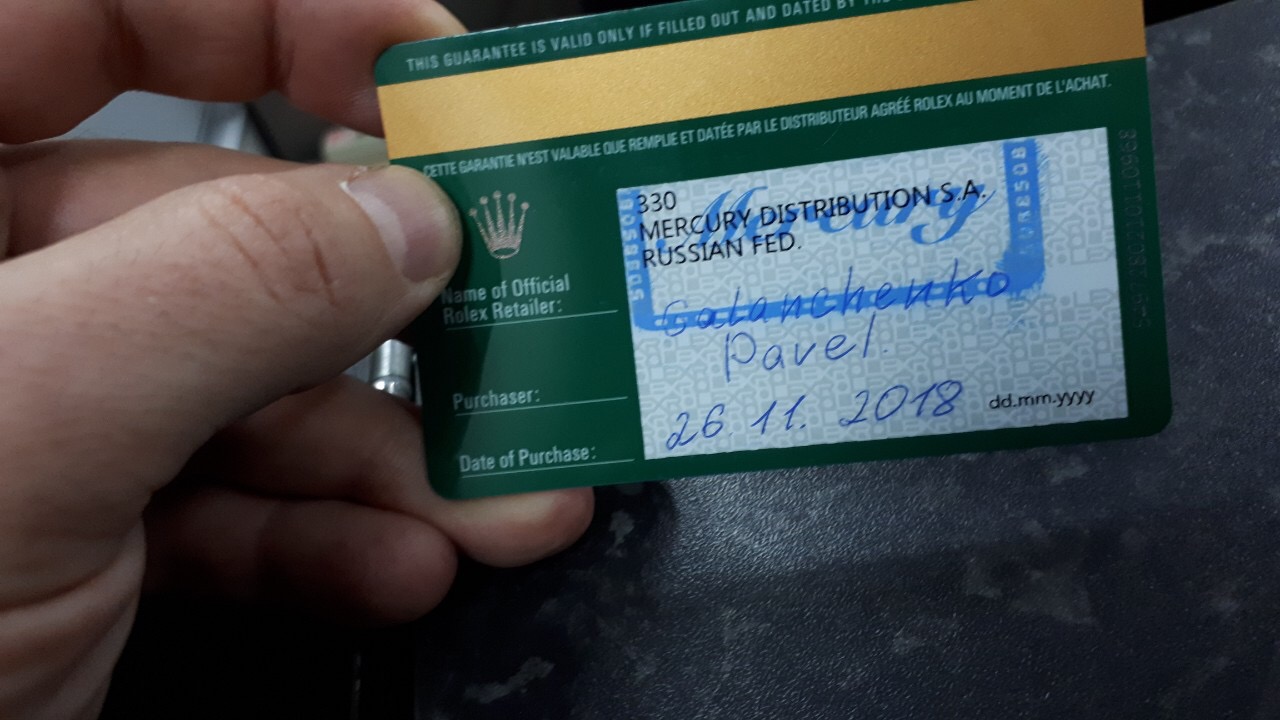 THIS GUARANTEE IS VALID ONLY IF FILLED OUT AND DATED BY
CETTE GARANTIE N'EST VALABLE QUE REMPLIE ET DATÉE PAR LE DISTRIBUTEUR AGRÉÉ ROLEX AU MOMENT DE L'ACHAT.
330
MERCURY DISTRIBUTION S.A.
RUSSIAN FED.
Mercury
Name of Official
Rolex Retailer:
Galanchenko
Pavel.
Purchaser:
Date of Purchase:
26.11.2018
dd.mm.yyyy